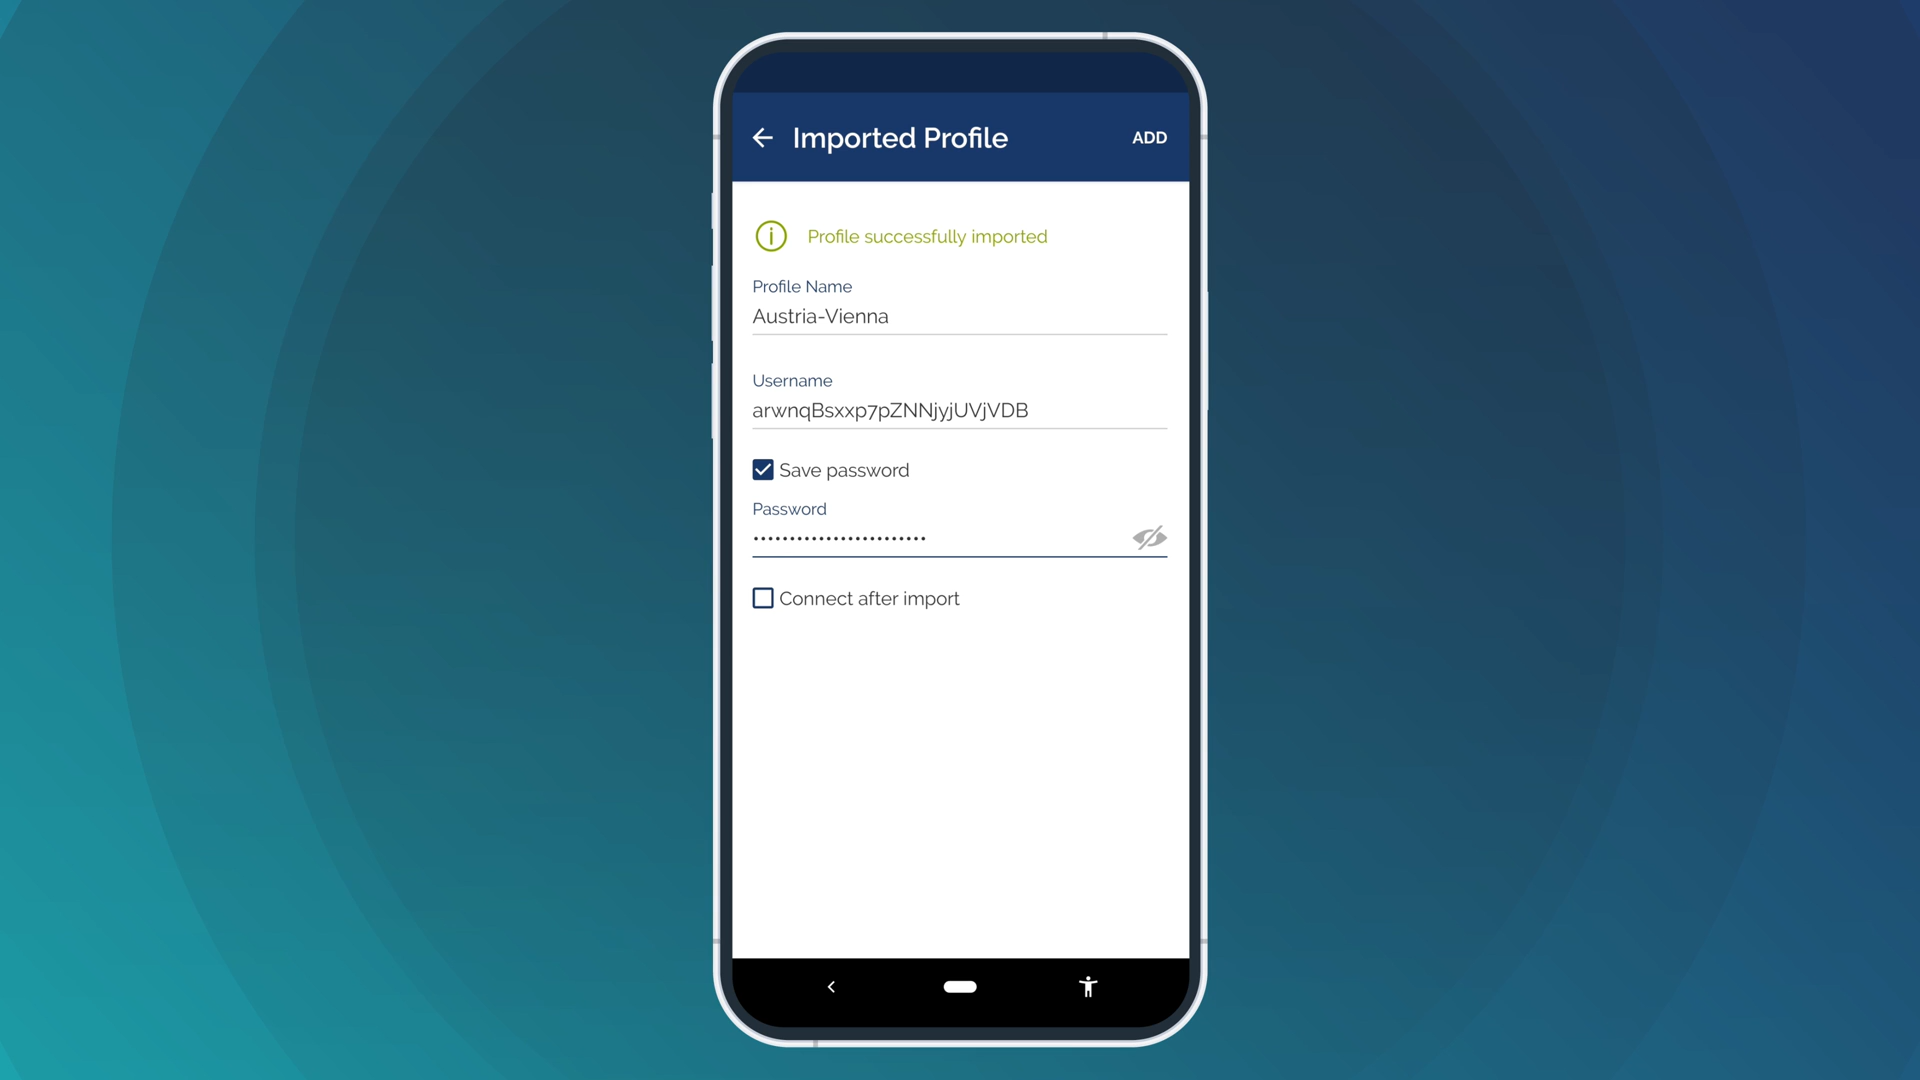 Imported Profile
ADD
Profile successfully imported
Profile Name
Austria-Vienna
Username
arwnqBsxxp7pZNNjyjUVjVDB
Save password
Password
••••••••••••••••••••••••
Connect after import